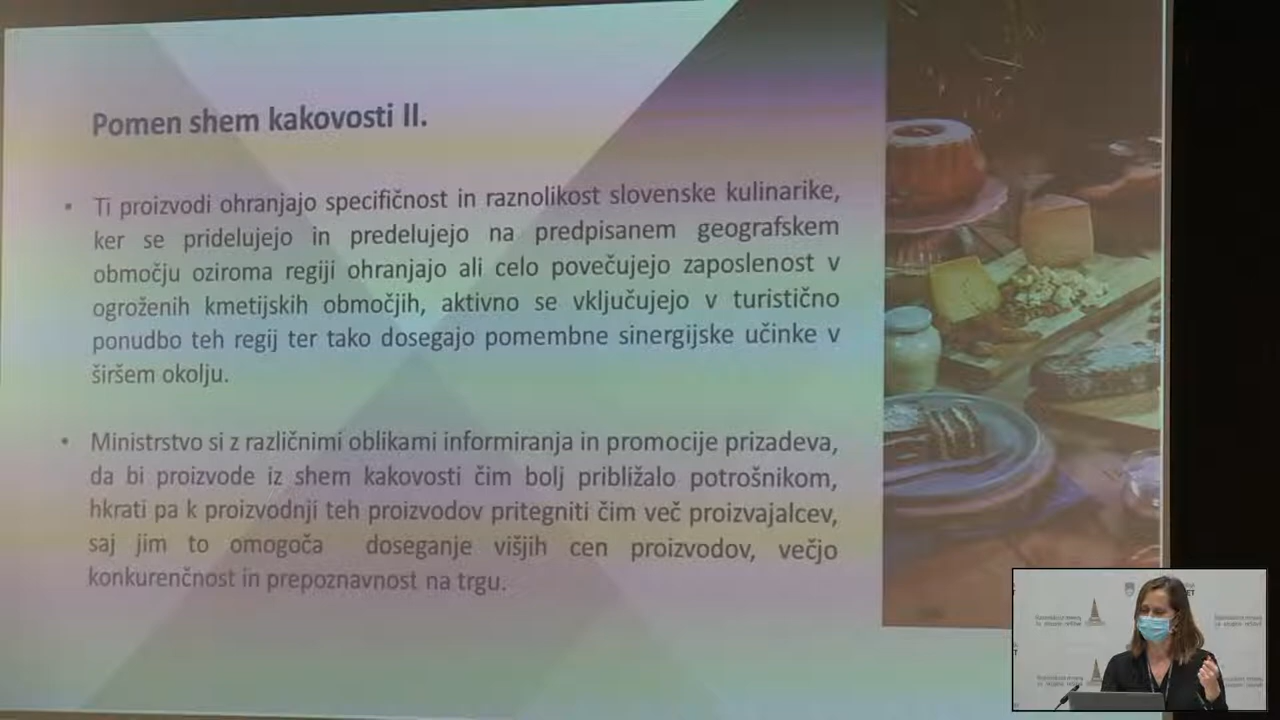 Pomen shem kakovosti II.
• Ti proizvodi ohranjajo specifičnost in raznolikost slovenske kulinarike,
ker se pridelujejo in predelujejo na predpisanem geografskem
območju oziroma regiji ohranjajo ali celo povečujejo zaposlenost v
ogroženih kmetijskih območjih, aktivno se vključujejo v turistično
ponudbo teh regij ter tako dosegajo pomembne sinergijske učinke v
širšem okolju.
• Ministrstvo si z različnimi oblikami informiranja in promocije prizadeva,
da bi proizvode iz shem kakovosti čim bolj približalo potrošnikom,
hkrati pa k proizvodnji teh proizvodov pritegniti čim več proizvajalcev,
saj jim to omogoča doseganje višjih cen proizvodov, večjo
konkurenčnost in prepoznavnost na trgu.